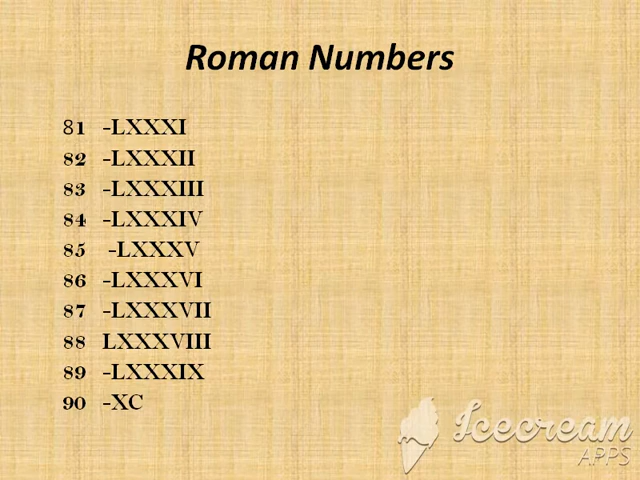 Roman Numbers
81 -LXXXI
82 -LXXXII
83 -LXXXIII
84 -LXXXIV
85 -LXXXV
86 -LXXXVI
87 -LXXXVII
88 LXXXVIII
89 -LXXXIX
90 -XC
Icecream
APPS